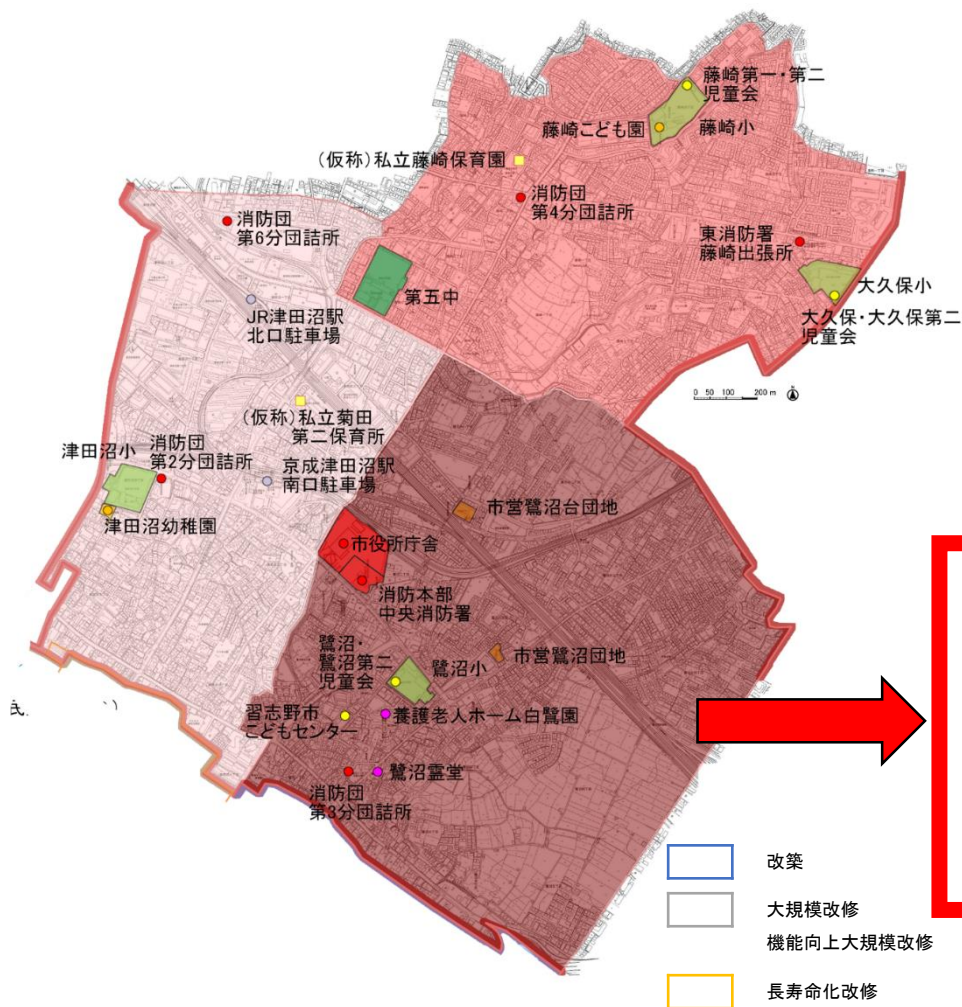 藤崎第一・第二
児童会
藤崎こども園
藤崎小
(仮称)私立藤崎保育園
消防団
第4分団詰所
消防団
第6分団詰所
東消防署
藤崎出張所
第五中
大久保小
大久保・大久保第二
児童会
JR津田沼駅
北口駐車場
0 50 100 200 m
N
(仮称)私立菊田
第二保育所
津田沼小
消防団
第2分団詰所
京成津田沼駅
南口駐車場
津田沼幼稚園
市営鷺沼台団地
市役所庁舎
消防本部
中央消防署
鷺沼・
鷺沼第二
児童会
鷺沼小
市営鷺沼団地
習志野市
こどもセンター
養護老人ホーム白鷺園
鷺沼霊堂
消防団
第3分団詰所
改築
大規模改修
機能向上大規模改修
長寿命化改修